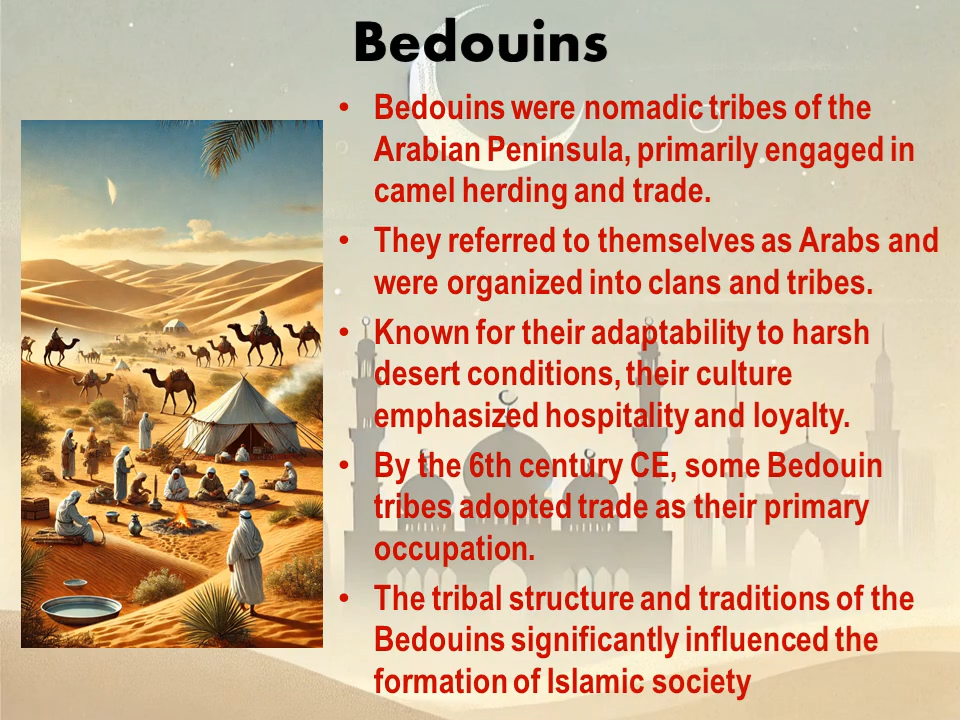 Bedouins
• Bedouins were nomadic tribes of the
Arabian Peninsula, primarily engaged in
camel herding and trade.
• They referred to themselves as Arabs and
were organized into clans and tribes.
• Known for their adaptability to harsh
desert conditions, their culture
emphasized hospitality and loyalty.
• By the 6th century CE, some Bedouin
tribes adopted trade as their primary
occupation.
• The tribal structure and traditions of the
Bedouins significantly influenced the
formation of Islamic society